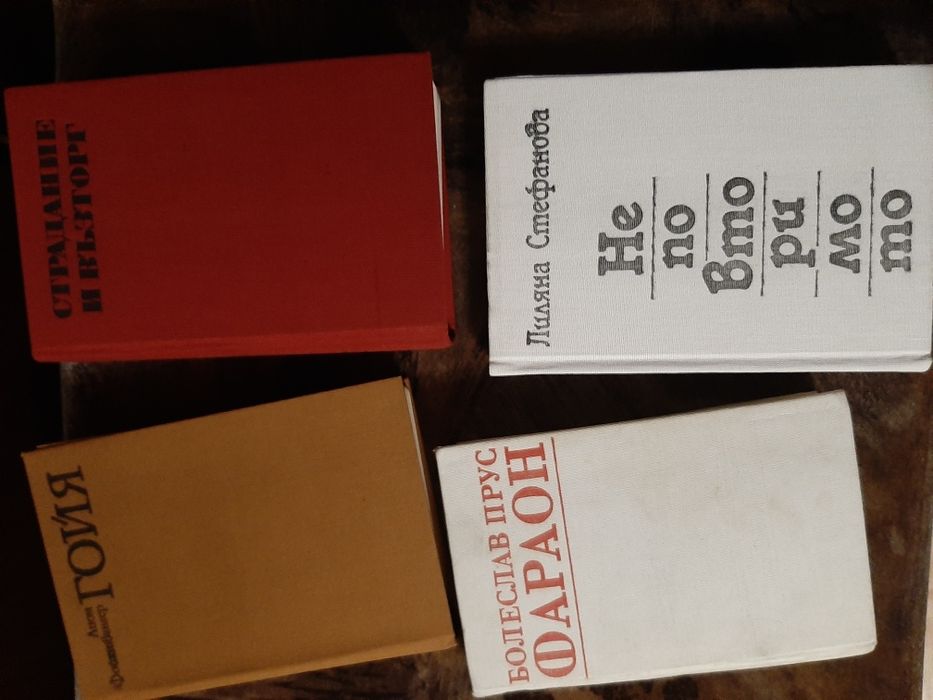 СТРАДАНИЕ
И ВЪЗТОРГ
Лиляна Стефанова
Не
по
вто
ри
мо
то
Лион
Фойхтвангер
ГОЙЯ
БОЛЕСЛАВ ПРУС
ФАРАОН